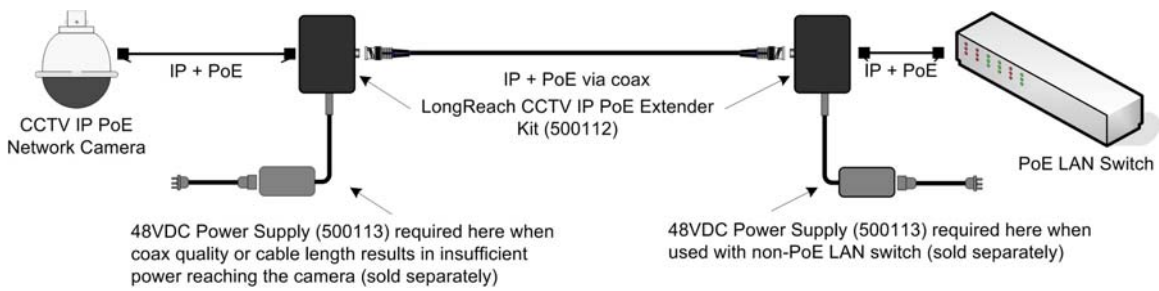 IP + PoE
IP + PoE via coax
IP + PoE
LongReach CCTV IP PoE Extender
Kit (500112)
CCTV IP PoE
Network Camera
PoE LAN Switch
48VDC Power Supply (500113) required here when
coax quality or cable length results in insufficient
power reaching the camera (sold separately)
48VDC Power Supply (500113) required here when
used with non-PoE LAN switch (sold separately)